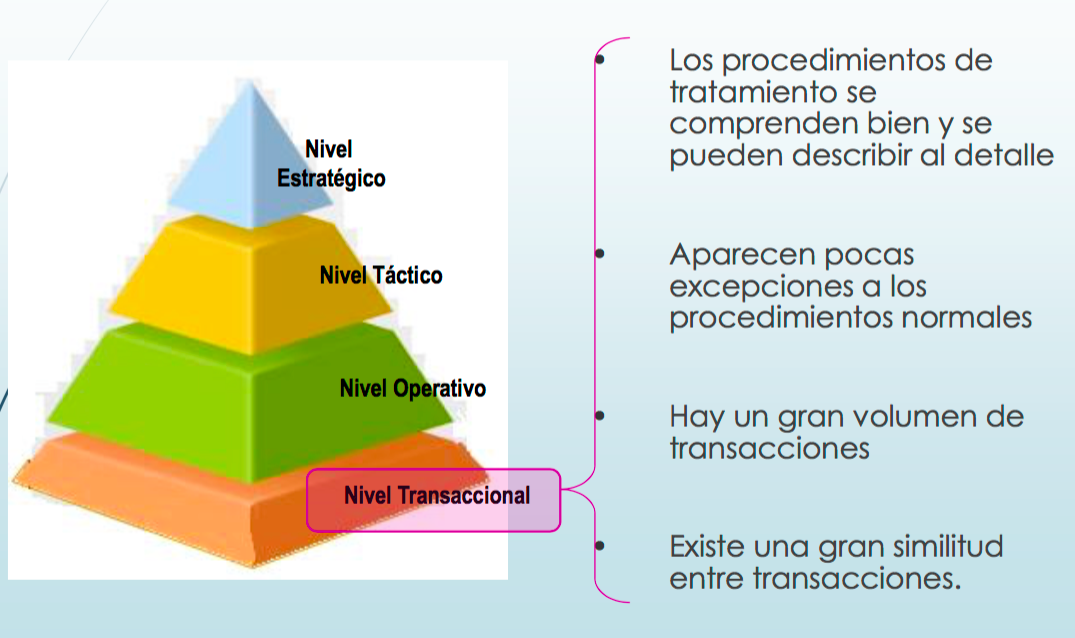 Nivel
Estratégico
Nivel Táctico
Nivel Operativo
Nivel Transaccional
• Los procedimientos de
tratamiento se
comprenden bien y se
pueden describir al detalle
• Aparecen pocas
excepciones a los
procedimientos normales
• Hay un gran volumen de
transacciones
• Existe una gran similitud
entre transacciones.